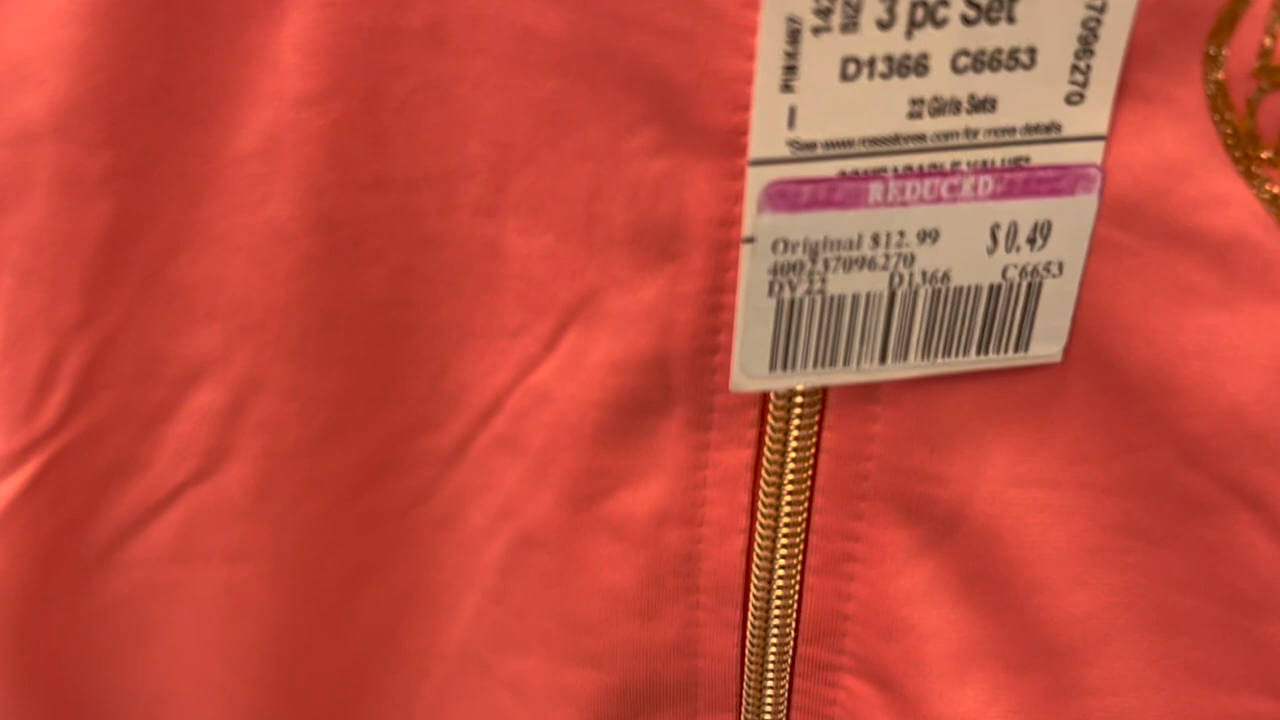 3 pc Set
D1366 C6653
22 Girls Sets
*See www.rossstores.com for more details
REDUCED
Original $12.99 $0.49
400237096270
DV22 D1366 C6653
7096270